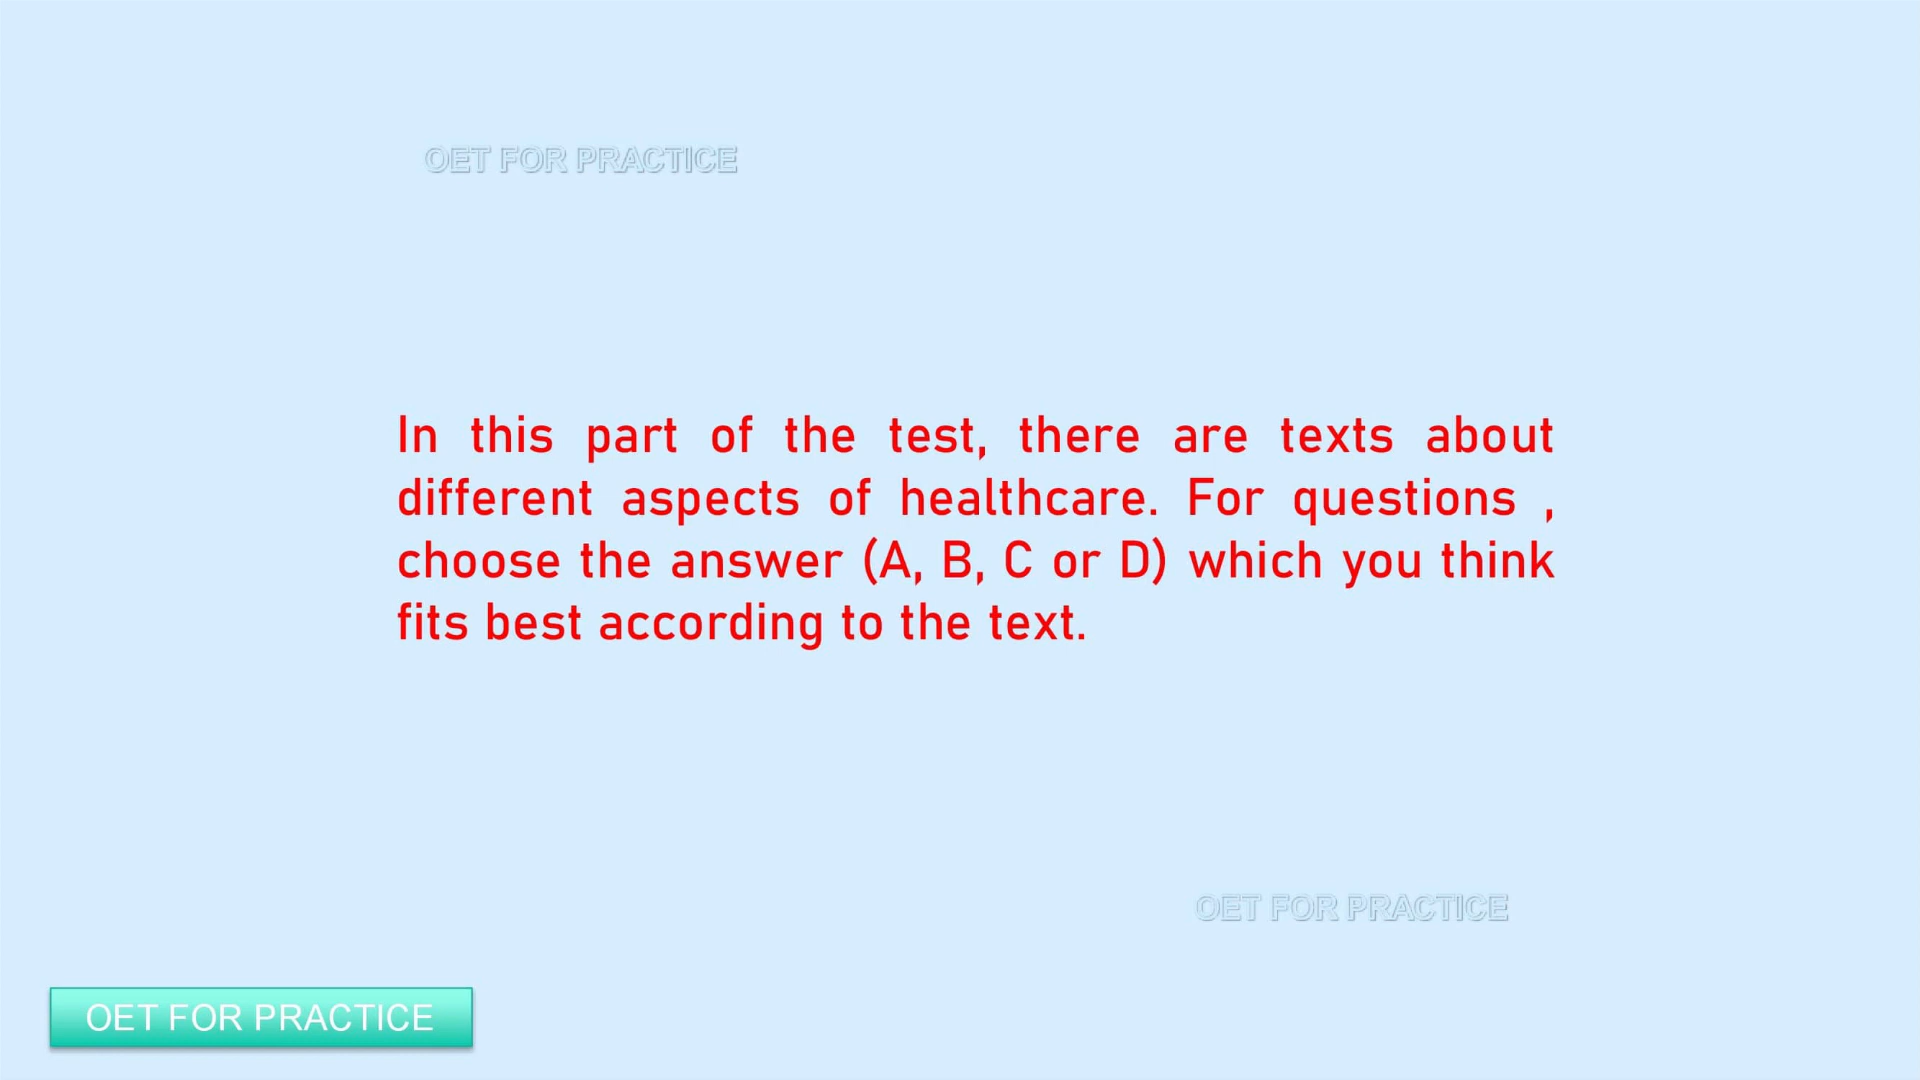 OET FOR PRACTICE
In this part of the test, there are texts about
different aspects of healthcare. For questions ,
choose the answer (A, B, C or D) which you think
fits best according to the text.
OET FOR PRACTICE
OET FOR PRACTICE